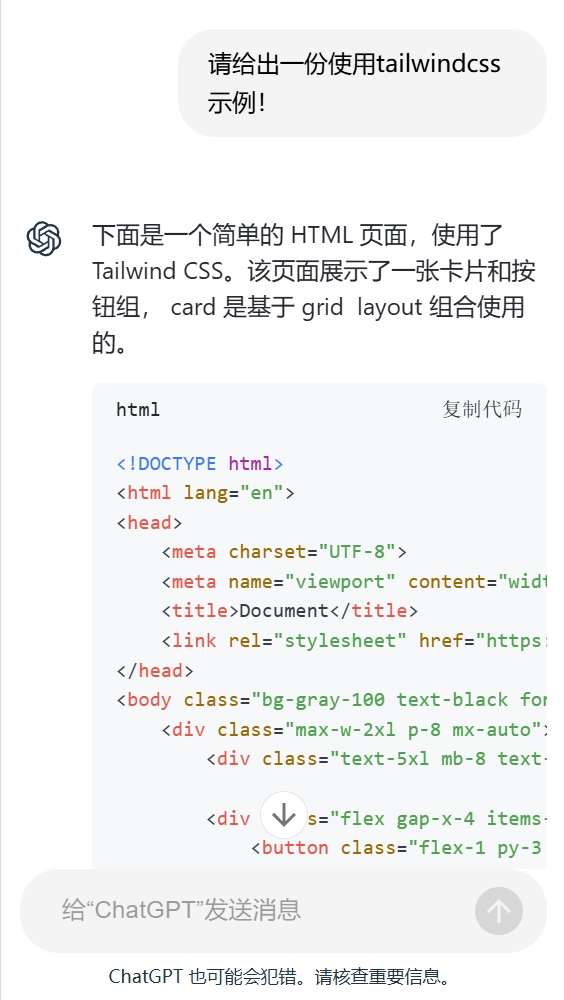 请给出一份使用tailwindcss
示例！
下面是一个简单的 HTML 页面，使用了
Tailwind CSS。该页面展示了一张卡片和按
钮组， card 是基于 grid  layout 组合使用
的。
html 复制代码
<!DOCTYPE html>
<html lang="en">
<head>
    <meta charset="UTF-8">
    <meta name="viewport" content="widt
    <title>Document</title>
    <link rel="stylesheet" href="https:
</head>
<body class="bg-gray-100 text-black fon
    <div class="max-w-2xl p-8 mx-auto">
        <div class="text-5xl mb-8 text-
        <div s="flex gap-x-4 items-
            <button class="flex-1 py-3
给“ChatGPT”发送消息
ChatGPT 也可能会犯错。请核查重要信息。